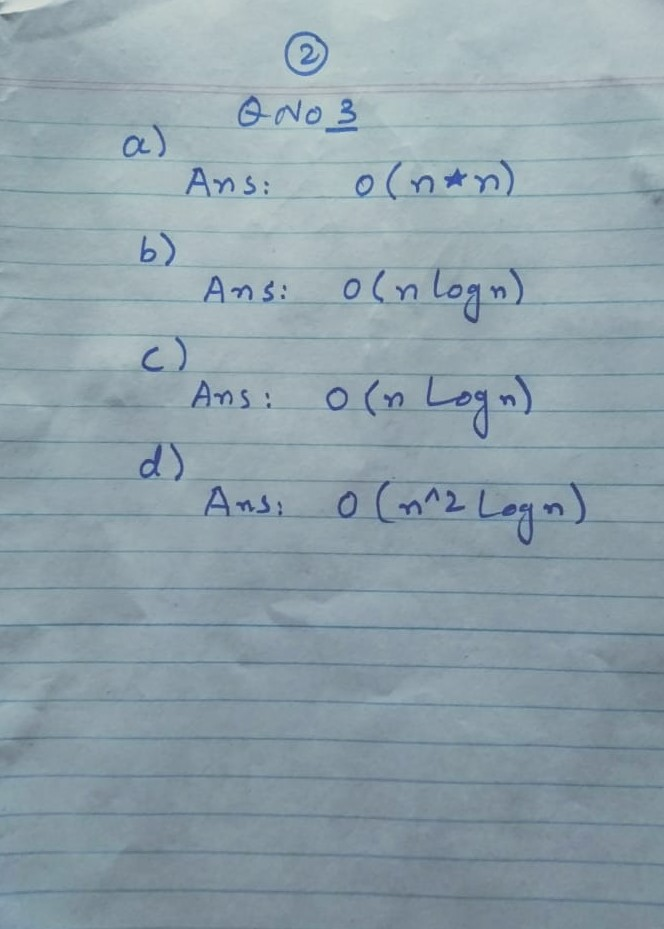 2
Q No 3
a)
Ans: O(n*n)
b)
Ans: O(n logn)
c)
Ans: O(n Logn)
d)
Ans: O(n^2 Logn)